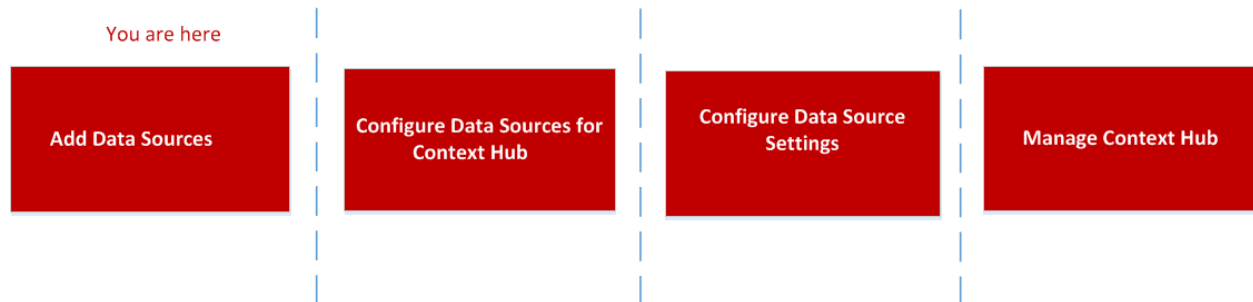 You are here
Add Data Sources
Configure Data Sources for
Context Hub
Configure Data Source
Settings
Manage Context Hub